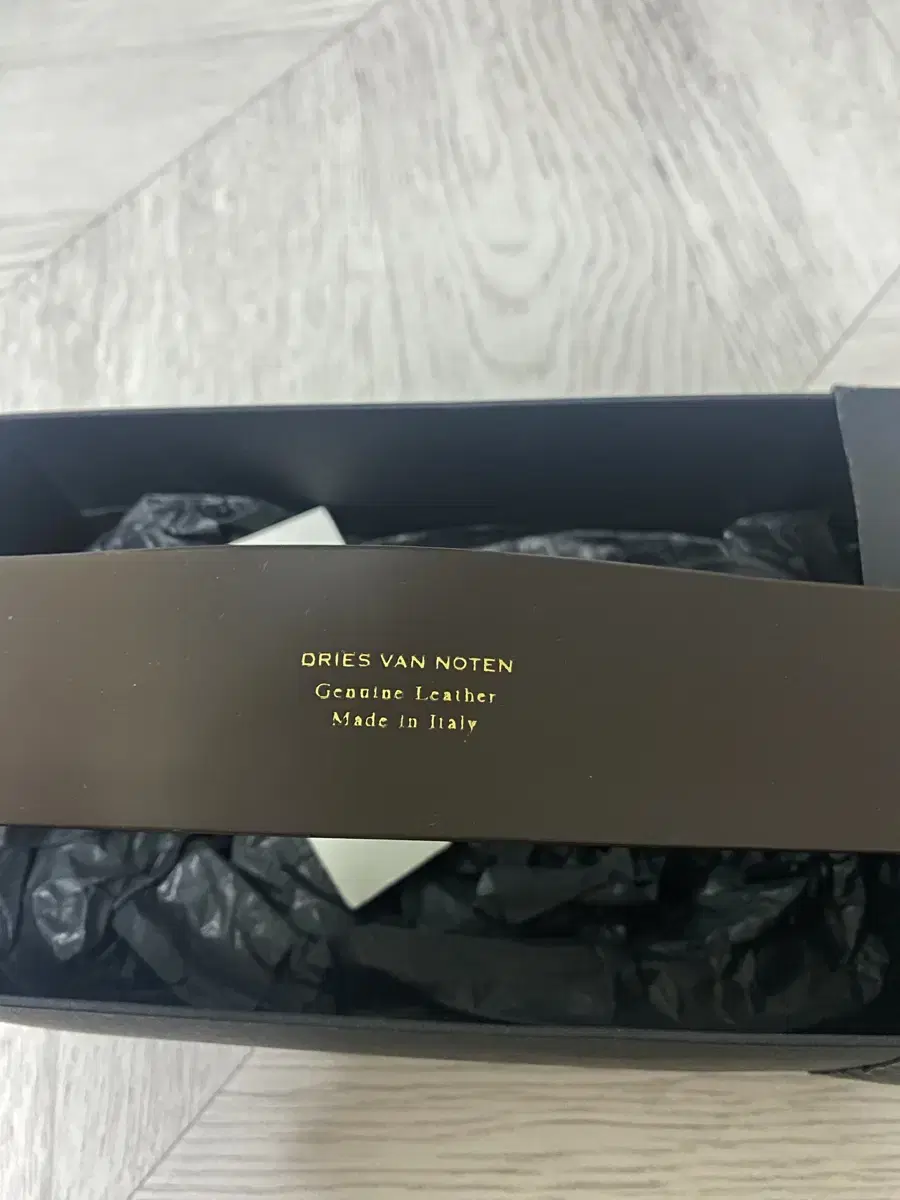 DRIES VAN NOTEN
Genuine Leather
Made in Italy